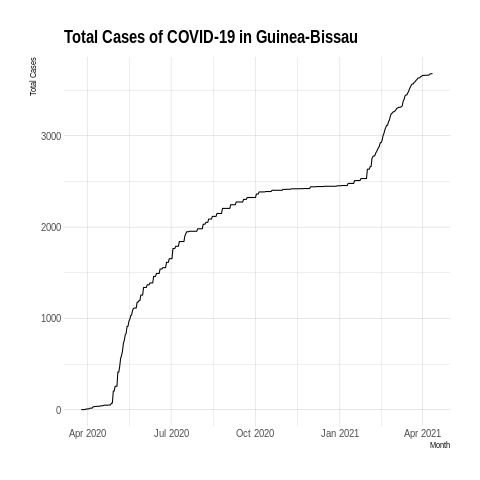 Total Cases of COVID-19 in Guinea-Bissau
Total Cases
3000
2000
1000
0
Apr 2020 Jul 2020 Oct 2020 Jan 2021 Apr 2021
Month